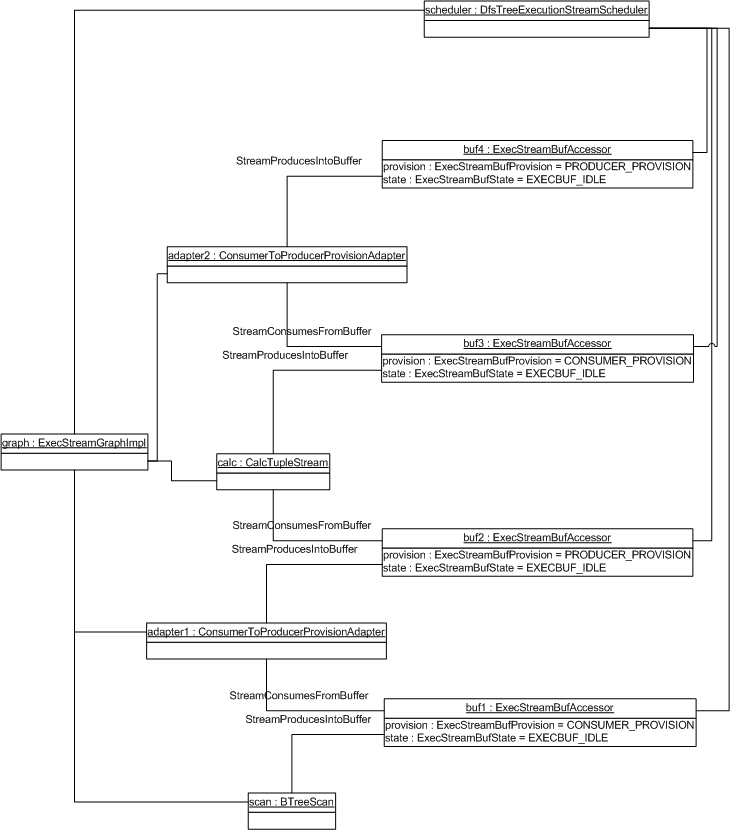 scheduler : DfsTreeExecutionStreamScheduler
buf4 : ExecStreamBufAccessor
StreamProducesIntoBuffer
provision : ExecStreamBufProvision = PRODUCER_PROVISION
state : ExecStreamBufState = EXECBUF_IDLE
adapter2 : ConsumerToProducerProvisionAdapter
StreamConsumesFromBuffer
buf3 : ExecStreamBufAccessor
StreamProducesIntoBuffer
provision : ExecStreamBufProvision = CONSUMER_PROVISION
state : ExecStreamBufState = EXECBUF_IDLE
graph : ExecStreamGraphImpl
calc : CalcTupleStream
StreamConsumesFromBuffer
buf2 : ExecStreamBufAccessor
StreamProducesIntoBuffer
provision : ExecStreamBufProvision = PRODUCER_PROVISION
state : ExecStreamBufState = EXECBUF_IDLE
adapter1 : ConsumerToProducerProvisionAdapter
StreamConsumesFromBuffer
buf1 : ExecStreamBufAccessor
StreamProducesIntoBuffer
provision : ExecStreamBufProvision = CONSUMER_PROVISION
state : ExecStreamBufState = EXECBUF_IDLE
scan : BTreeScan